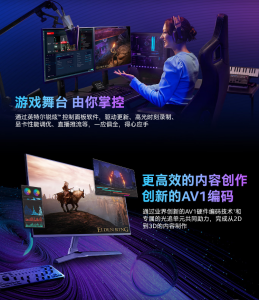 游戏舞台 由你掌控
通过英特尔锐炫™控制面板软件，驱动更新、高光时刻录制、
显卡性能调优、直播推流等，一应俱全，得心应手
更高效的内容创作
创新的AV1编码
通过业界创新的AV1硬件编码技术¹和
专属的光追单元共同助力，完成从2D
到3D的内容制作
ELDEN RING